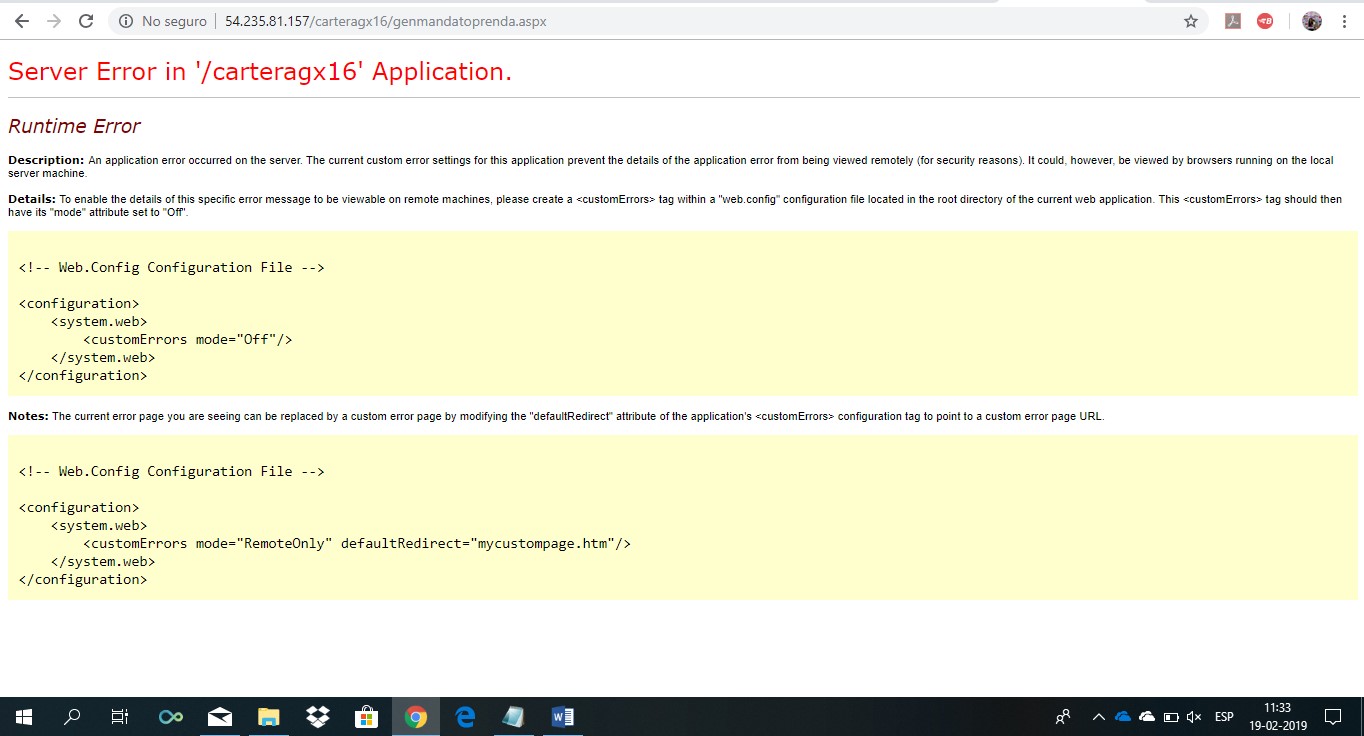 No seguro
54.235.81.157/carteragx16/genmandatoprenda.aspx
Server Error in '/carteragx16' Application.
Runtime Error
Description: An application error occurred on the server. The current custom error settings for this application prevent the details of the application error from being viewed remotely (for security reasons). It could, however, be viewed by browsers running on the local
server machine.
Details: To enable the details of this specific error message to be viewable on remote machines, please create a <customErrors> tag within a "web.config" configuration file located in the root directory of the current web application. This <customErrors> tag should then
have its "mode" attribute set to "Off".
<!-- Web.Config Configuration File -->
<configuration>
    <system.web>
        <customErrors mode="Off"/>
    </system.web>
</configuration>
Notes: The current error page you are seeing can be replaced by a custom error page by modifying the "defaultRedirect" attribute of the application's <customErrors> configuration tag to point to a custom error page URL.
<!-- Web.Config Configuration File -->
<configuration>
    <system.web>
        <customErrors mode="RemoteOnly" defaultRedirect="mycustompage.htm"/>
    </system.web>
</configuration>
ESP
11:33
19-02-2019